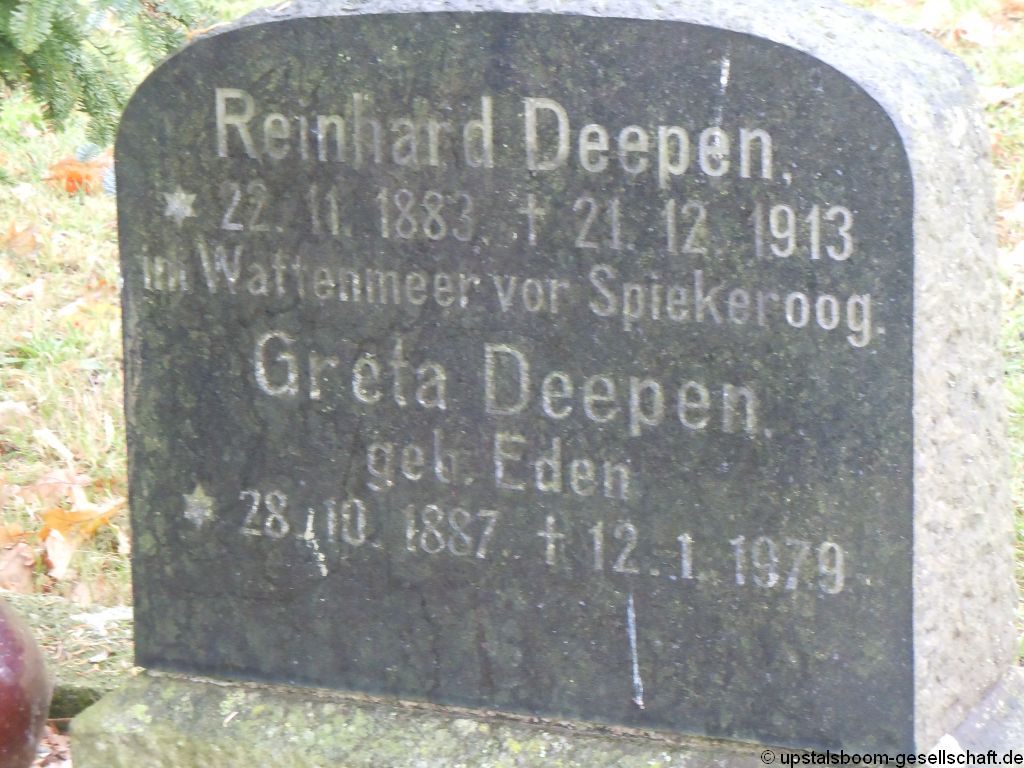 Reinhard Deepen,
* 22. 11. 1883. † 21. 12. 1913
im Wattenmeer vor Spiekeroog.
Greta Deepen,
geb. Eden
* 28. 10. 1887. † 12. 1. 1979
© upstalsboom-gesellschaft.de